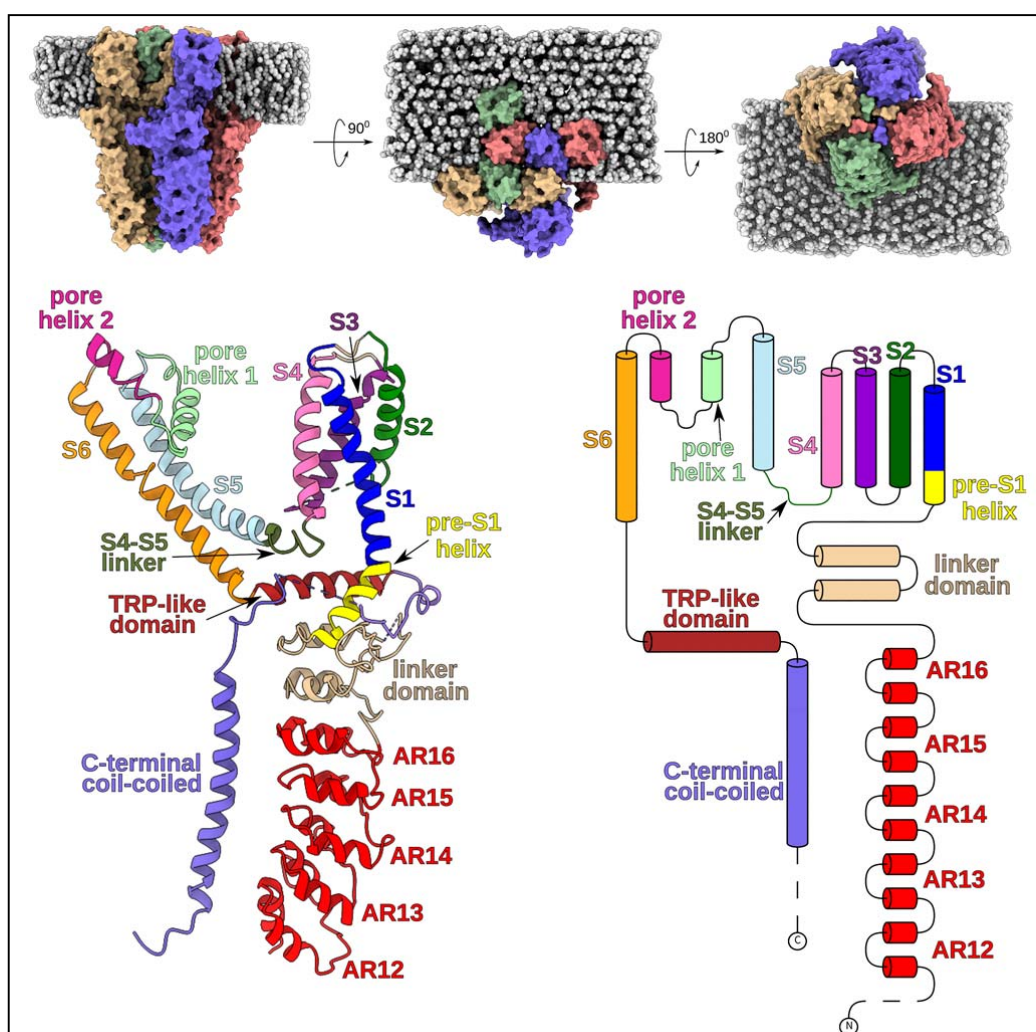 90⁰
180⁰
pore
helix 2
pore
helix 1
S3
S4
S2
S6
S5
S1
S4-S5
linker
pre-S1
helix
TRP-like
domain
linker
domain
C-terminal
coil-coiled
AR16
AR15
AR14
AR13
AR12
pore
helix 2
S5
S3
S2
S1
S4
S6
pore
helix 1
S4-S5
linker
pre-S1
helix
linker
domain
TRP-like
domain
AR16
AR15
C-terminal
coil-coiled
AR14
AR13
AR12
C
N